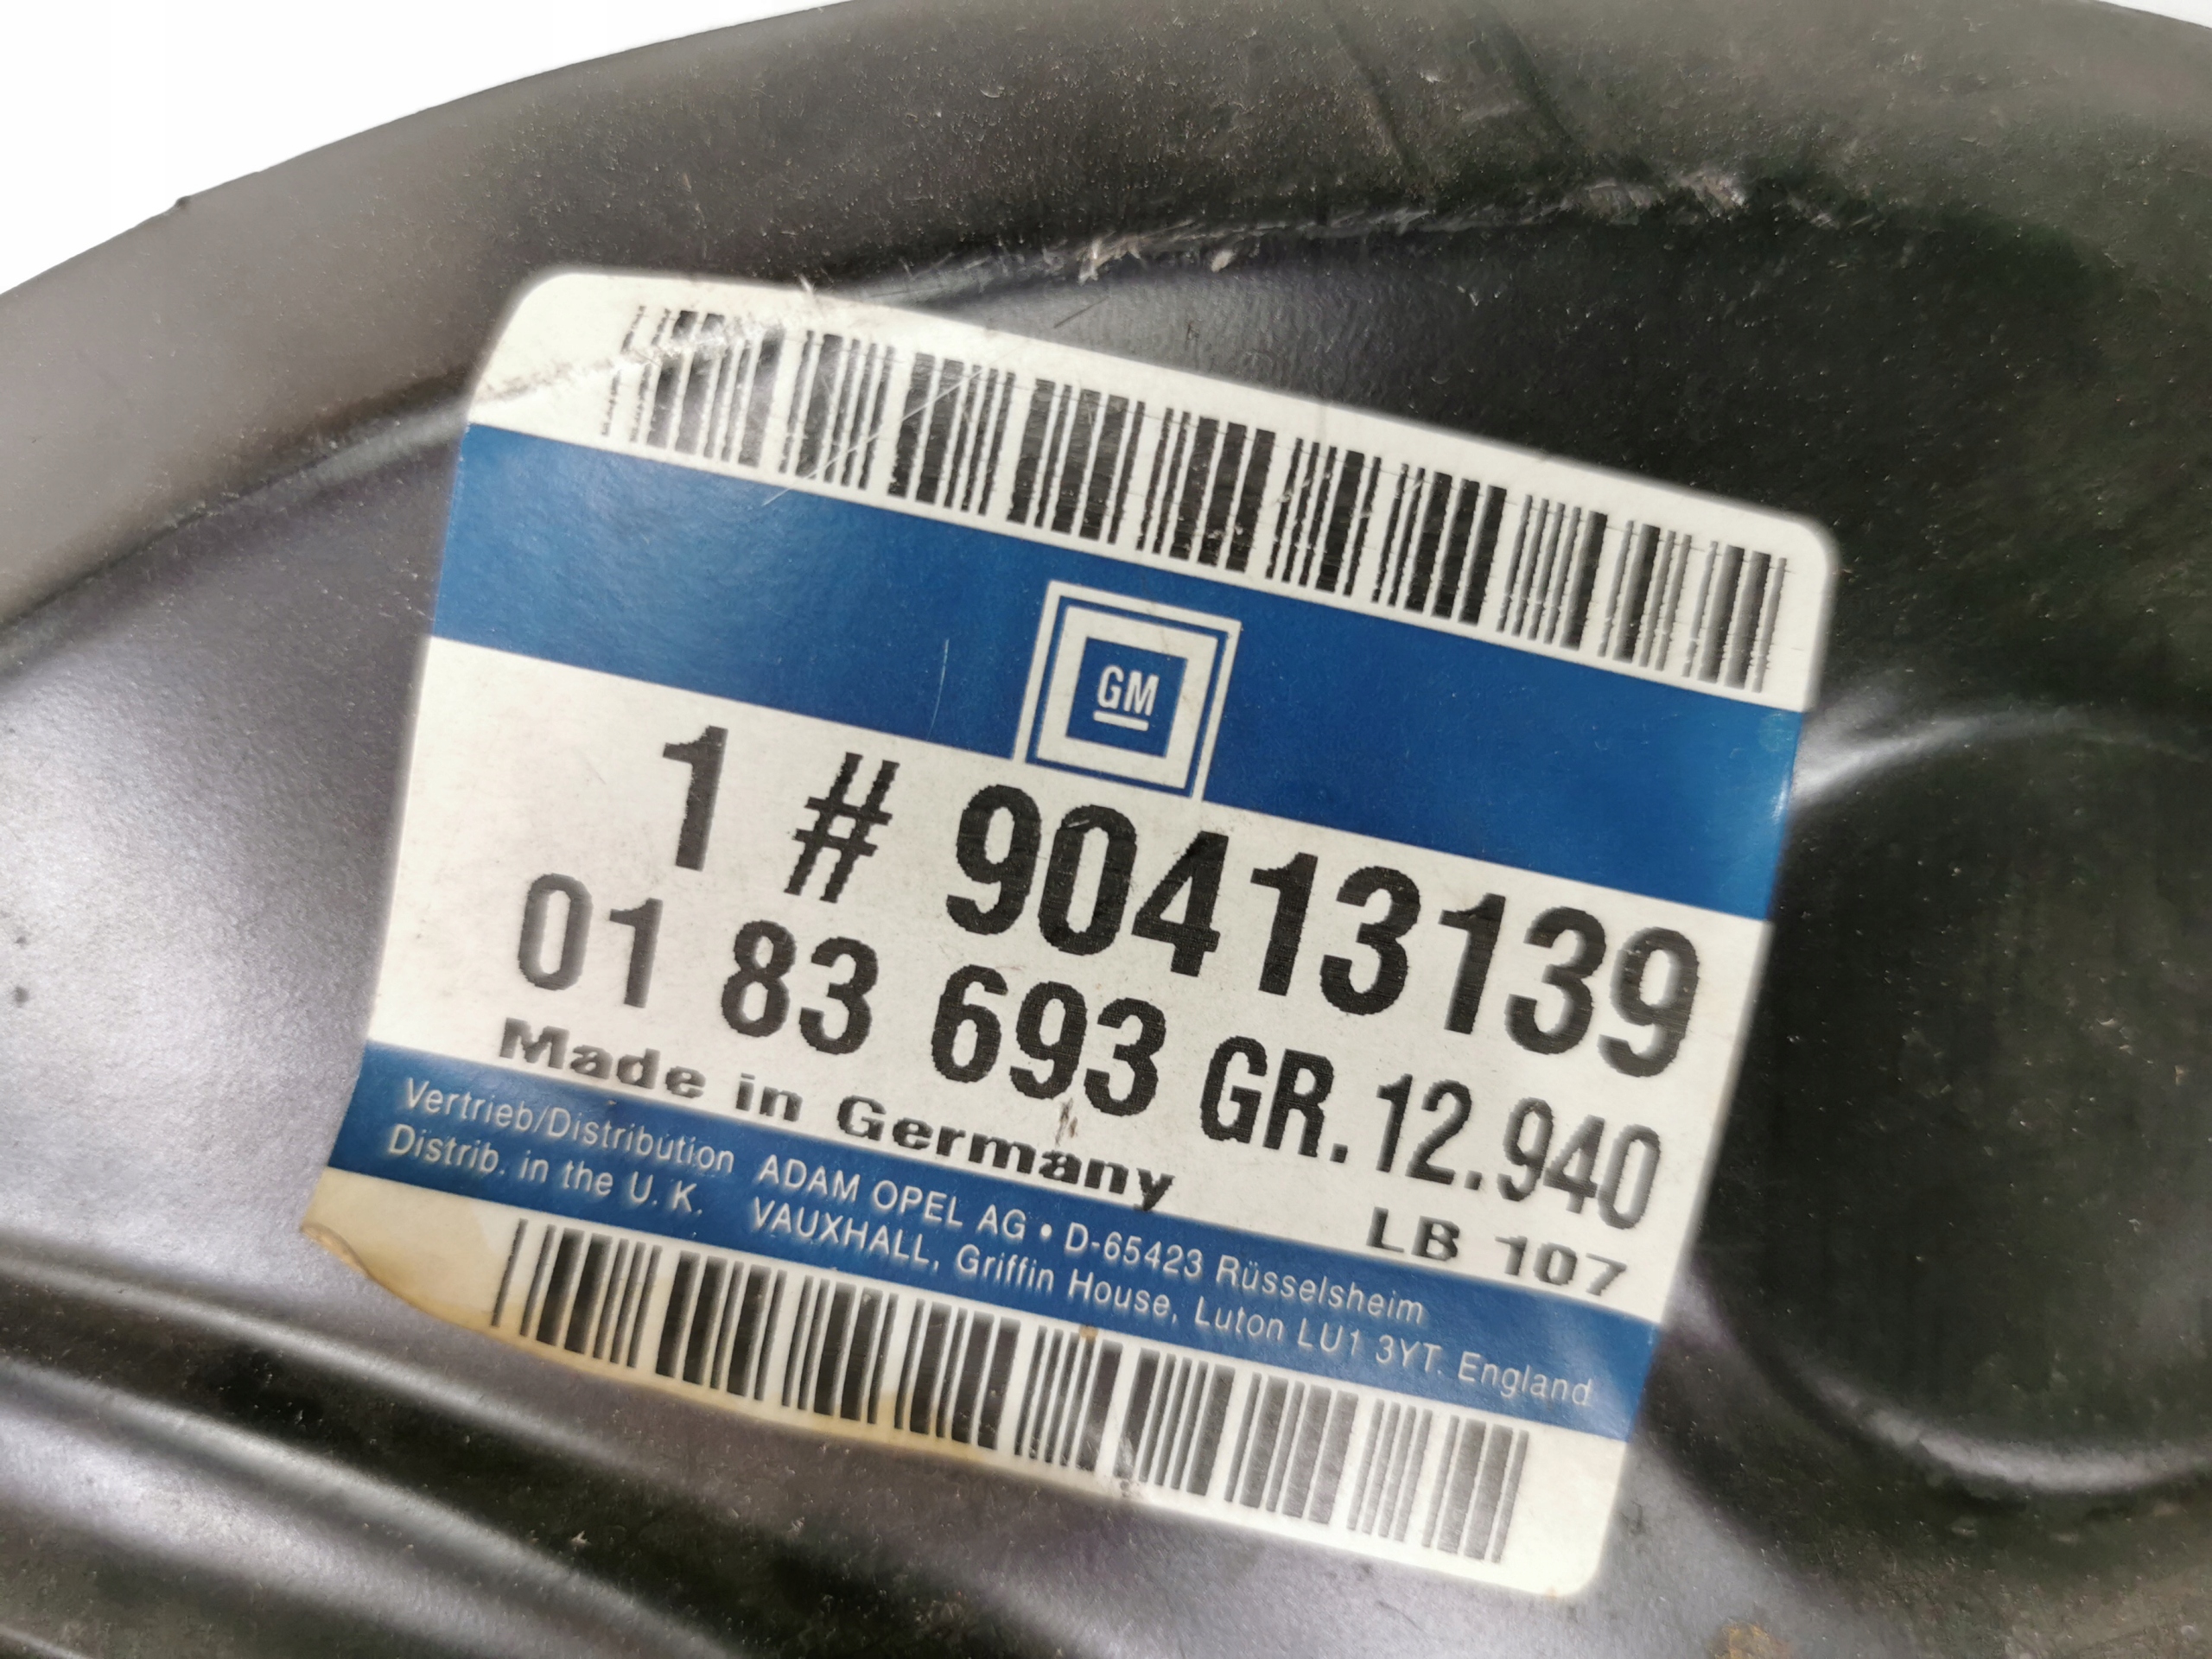 GM
1 # 90413139
01 83 693 GR.12.940
Made in Germany LB 107
Vertrieb/Distribution ADAM OPEL AG • D-65423 Rüsselsheim
Distrib. in the U. K. VAUXHALL, Griffin House, Luton LU1 3YT. England